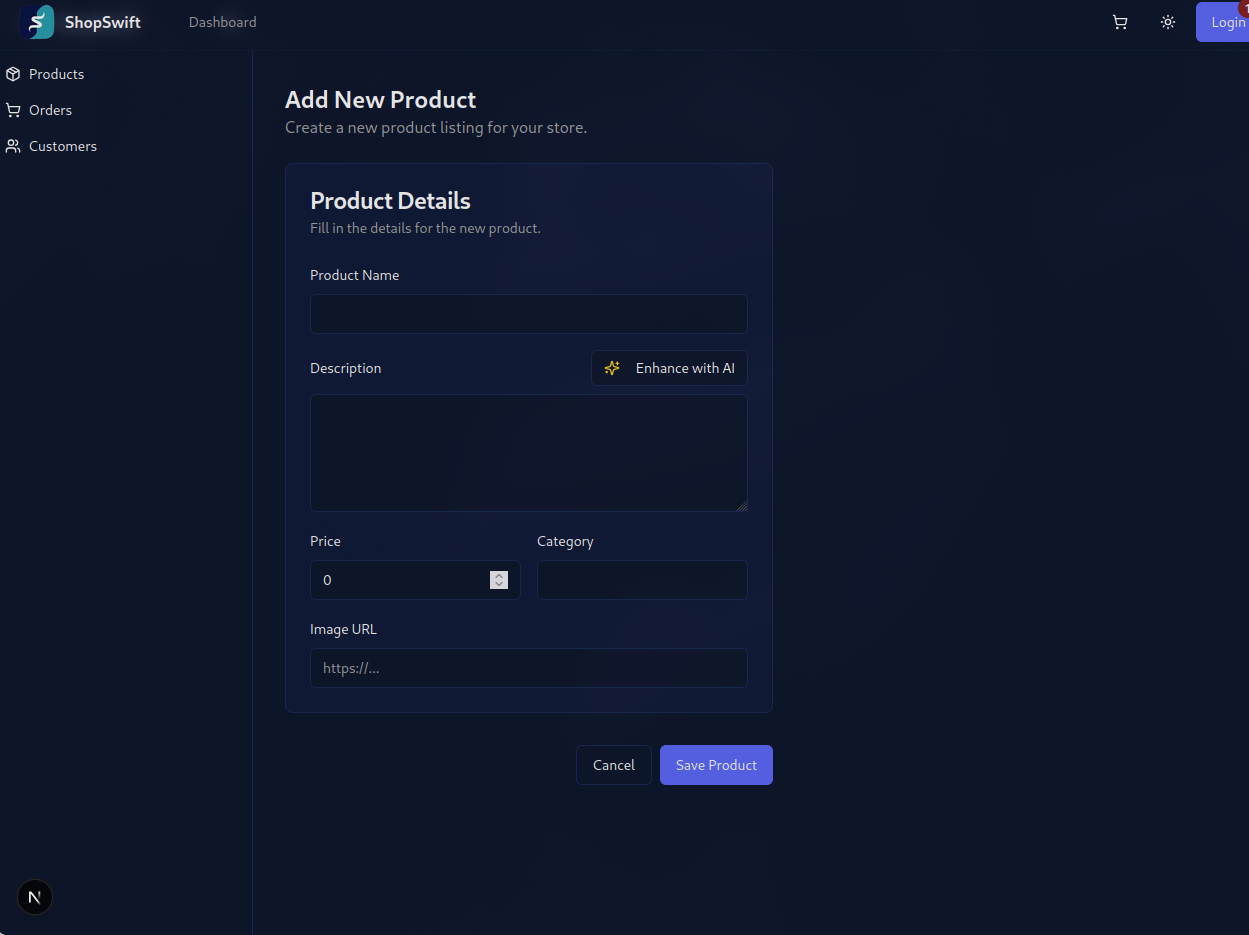 ShopSwift
Dashboard
Login
1
Products
Orders
Customers
Add New Product
Create a new product listing for your store.
Product Details
Fill in the details for the new product.
Product Name
Description
Enhance with AI
Price
Category
0
Image URL
https://...
Cancel
Save Product
N